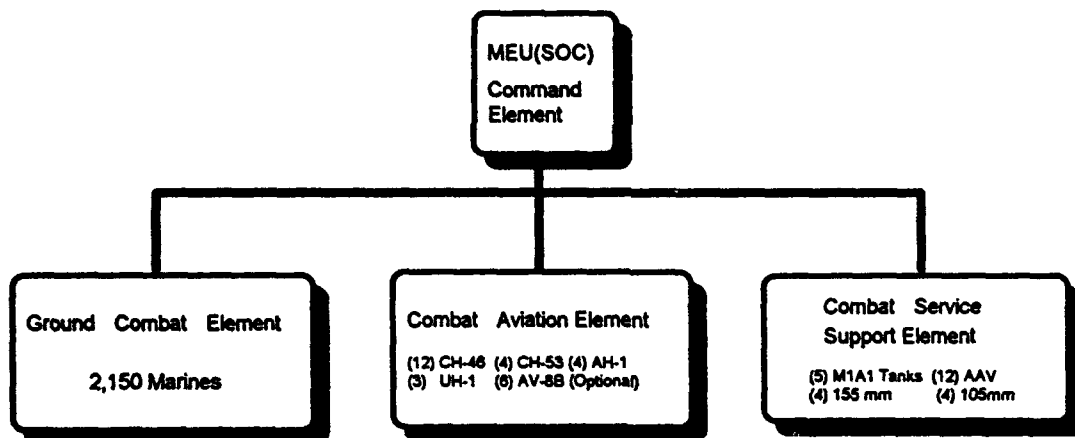 MEU(SOC)
Command
Element
Ground Combat Element
2,150 Marines
Combat Aviation Element
(12) CH-46 (4) CH-53 (4) AH-1
(3) UH-1 (6) AV-8B (Optional)
Combat Service
Support Element
(5) M1A1 Tanks (12) AAV
(4) 155 mm (4) 105mm